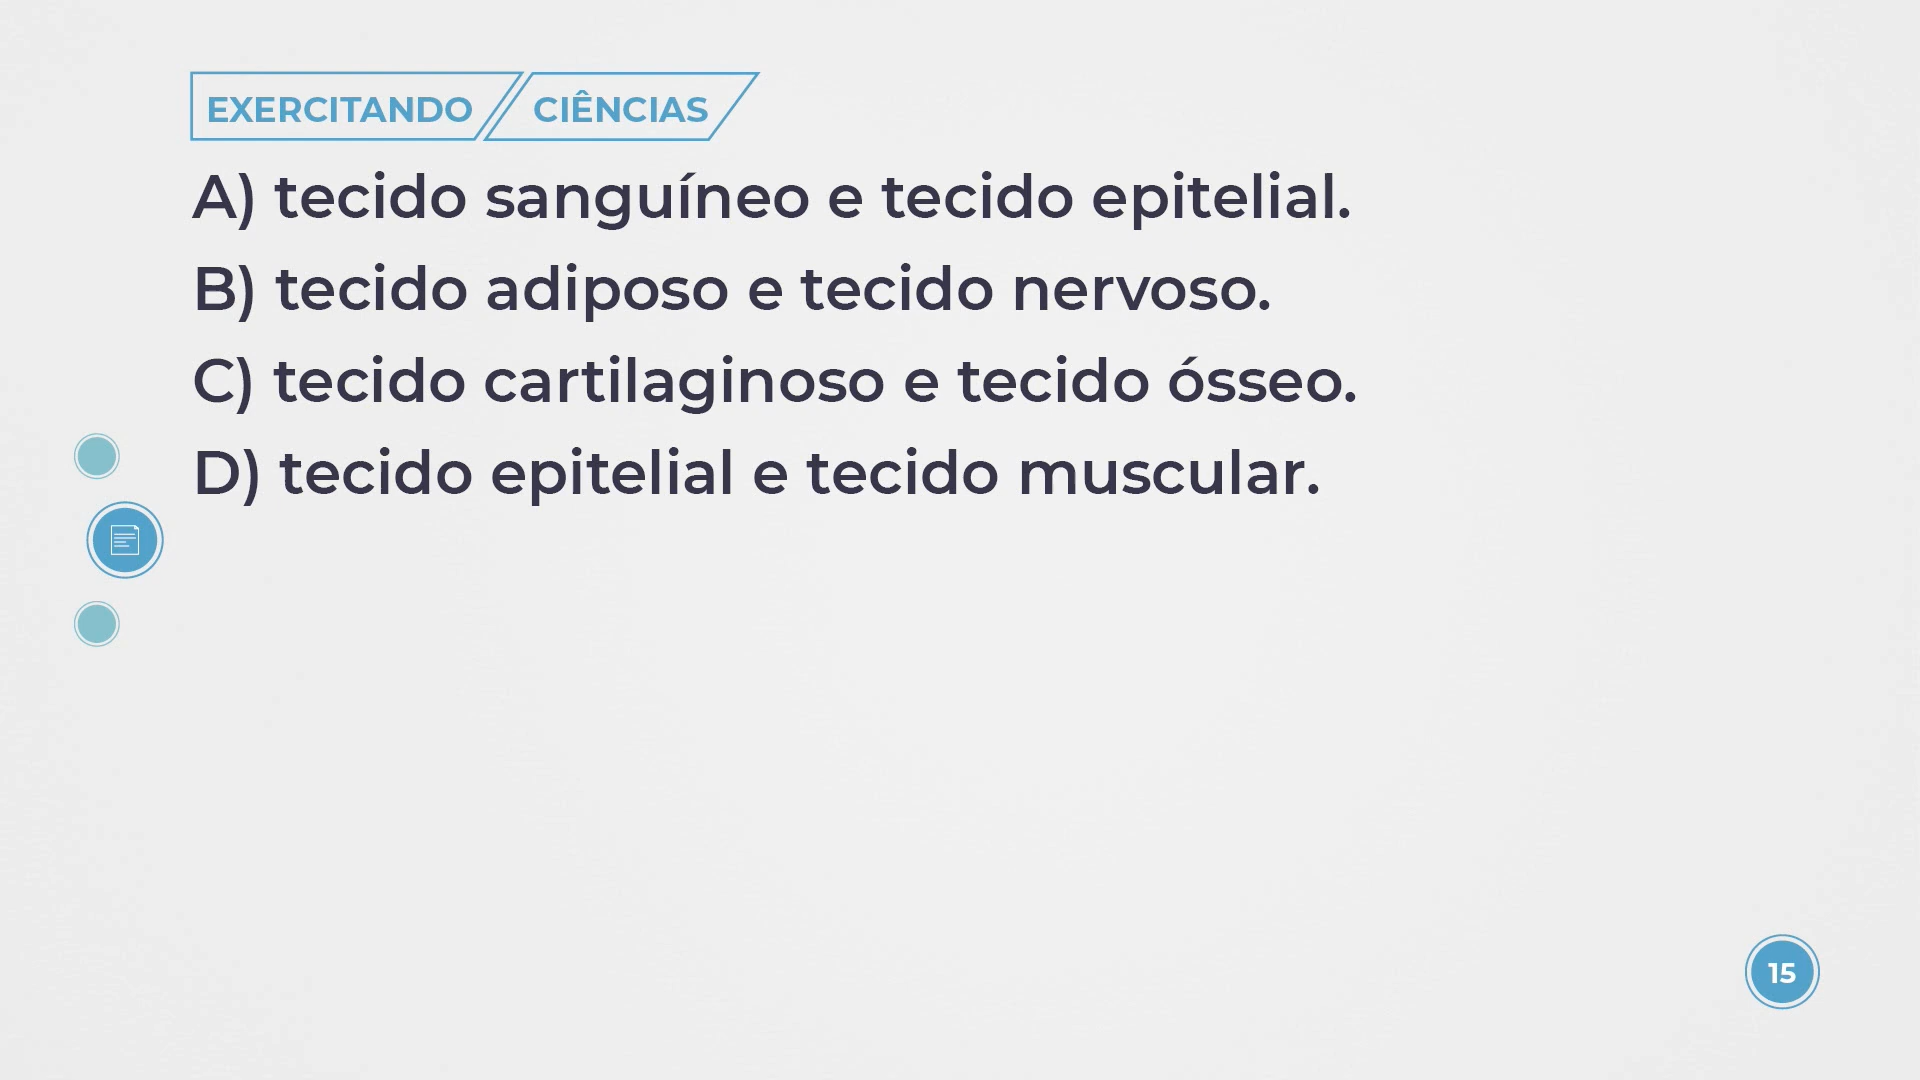 EXERCITANDO CIÊNCIAS
A) tecido sanguíneo e tecido epitelial.
B) tecido adiposo e tecido nervoso.
C) tecido cartilaginoso e tecido ósseo.
D) tecido epitelial e tecido muscular.
15